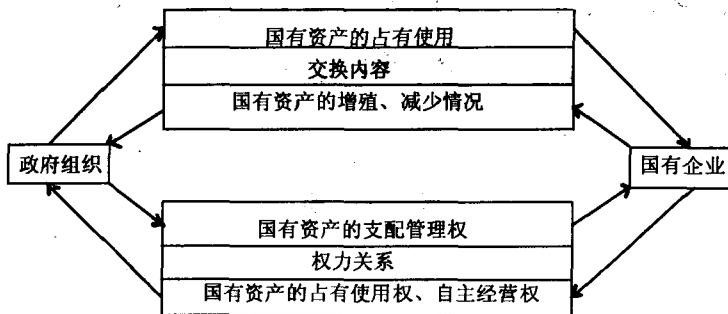 国有资产的占有使用
交换内容
国有资产的增殖、减少情况
政府组织
国有企业
国有资产的支配管理权
权力关系
国有资产的占有使用权、自主经营权